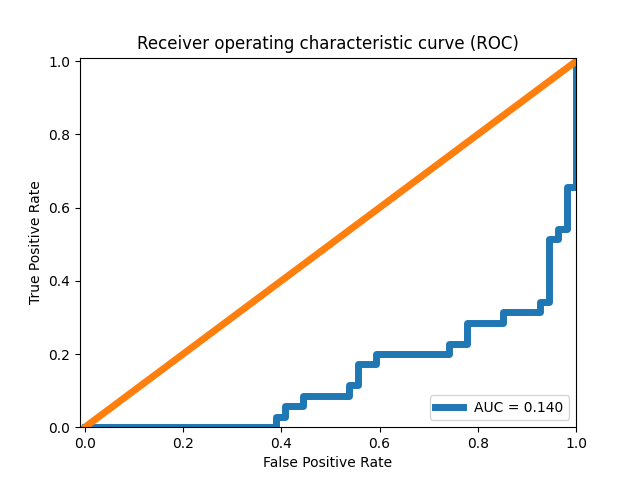 Receiver operating characteristic curve (ROC)
1.0
0.8
0.6
0.4
0.2
0.0
True Positive Rate
AUC = 0.140
0.0 0.2 0.4 0.6 0.8 1.0
False Positive Rate